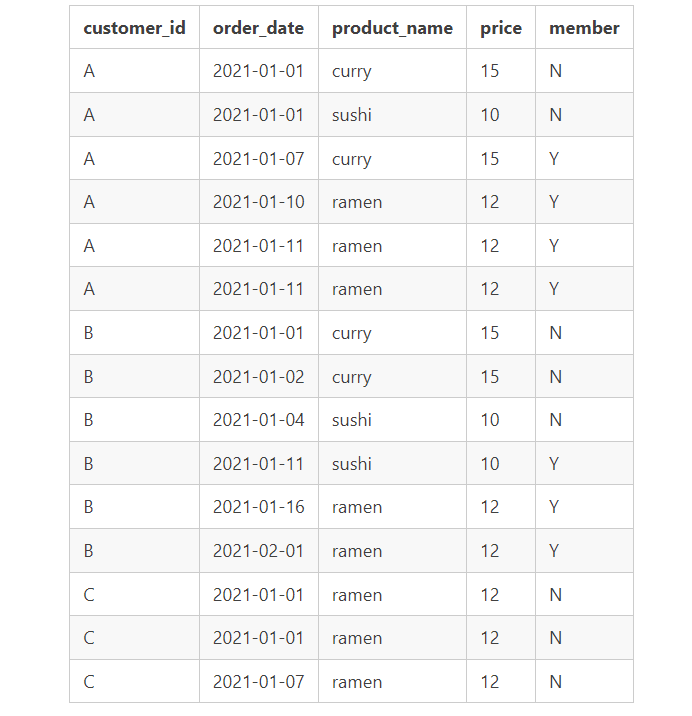 customer_id order_date product_name price member
A 2021-01-01 curry 15 N
A 2021-01-01 sushi 10 N
A 2021-01-07 curry 15 Y
A 2021-01-10 ramen 12 Y
A 2021-01-11 ramen 12 Y
A 2021-01-11 ramen 12 Y
B 2021-01-01 curry 15 N
B 2021-01-02 curry 15 N
B 2021-01-04 sushi 10 N
B 2021-01-11 sushi 10 Y
B 2021-01-16 ramen 12 Y
B 2021-02-01 ramen 12 Y
C 2021-01-01 ramen 12 N
C 2021-01-01 ramen 12 N
C 2021-01-07 ramen 12 N